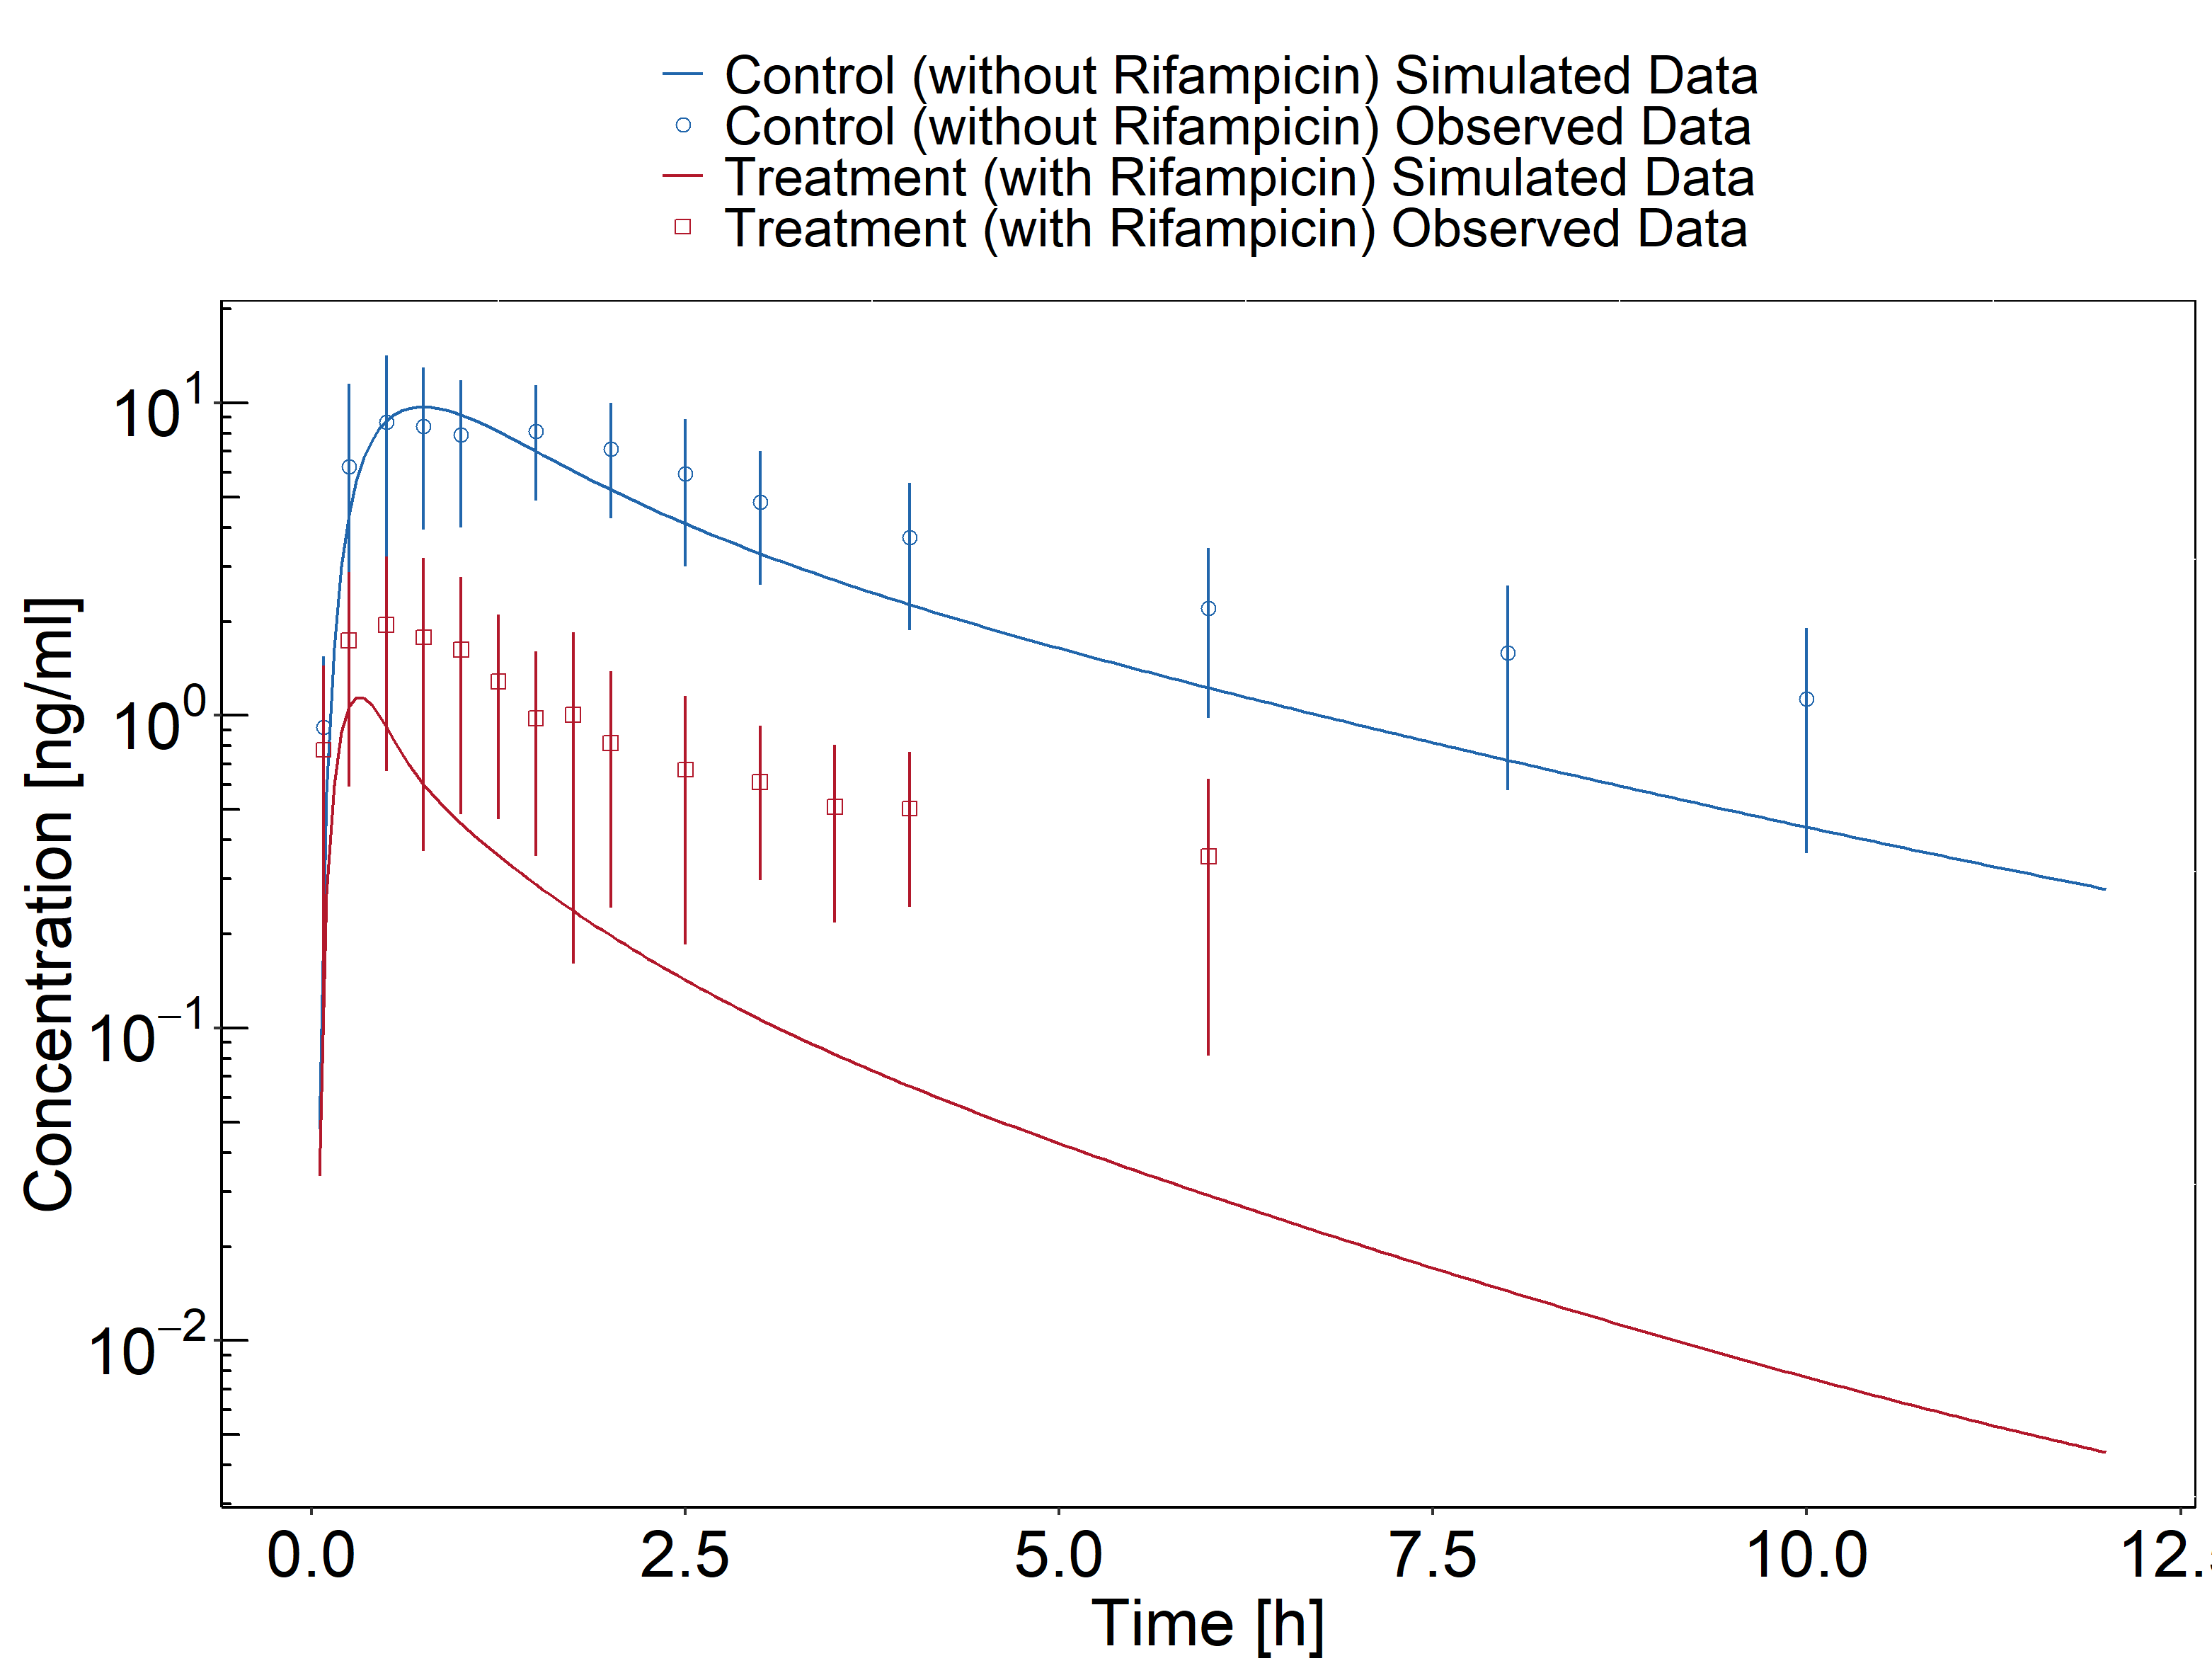 Control (without Rifampicin) Simulated Data
Control (without Rifampicin) Observed Data
Treatment (with Rifampicin) Simulated Data
Treatment (with Rifampicin) Observed Data
Concentration [ng/ml]
10¹
10⁰
10⁻¹
10⁻²
0.0 2.5 5.0 7.5 10.0 12.
Time [h]